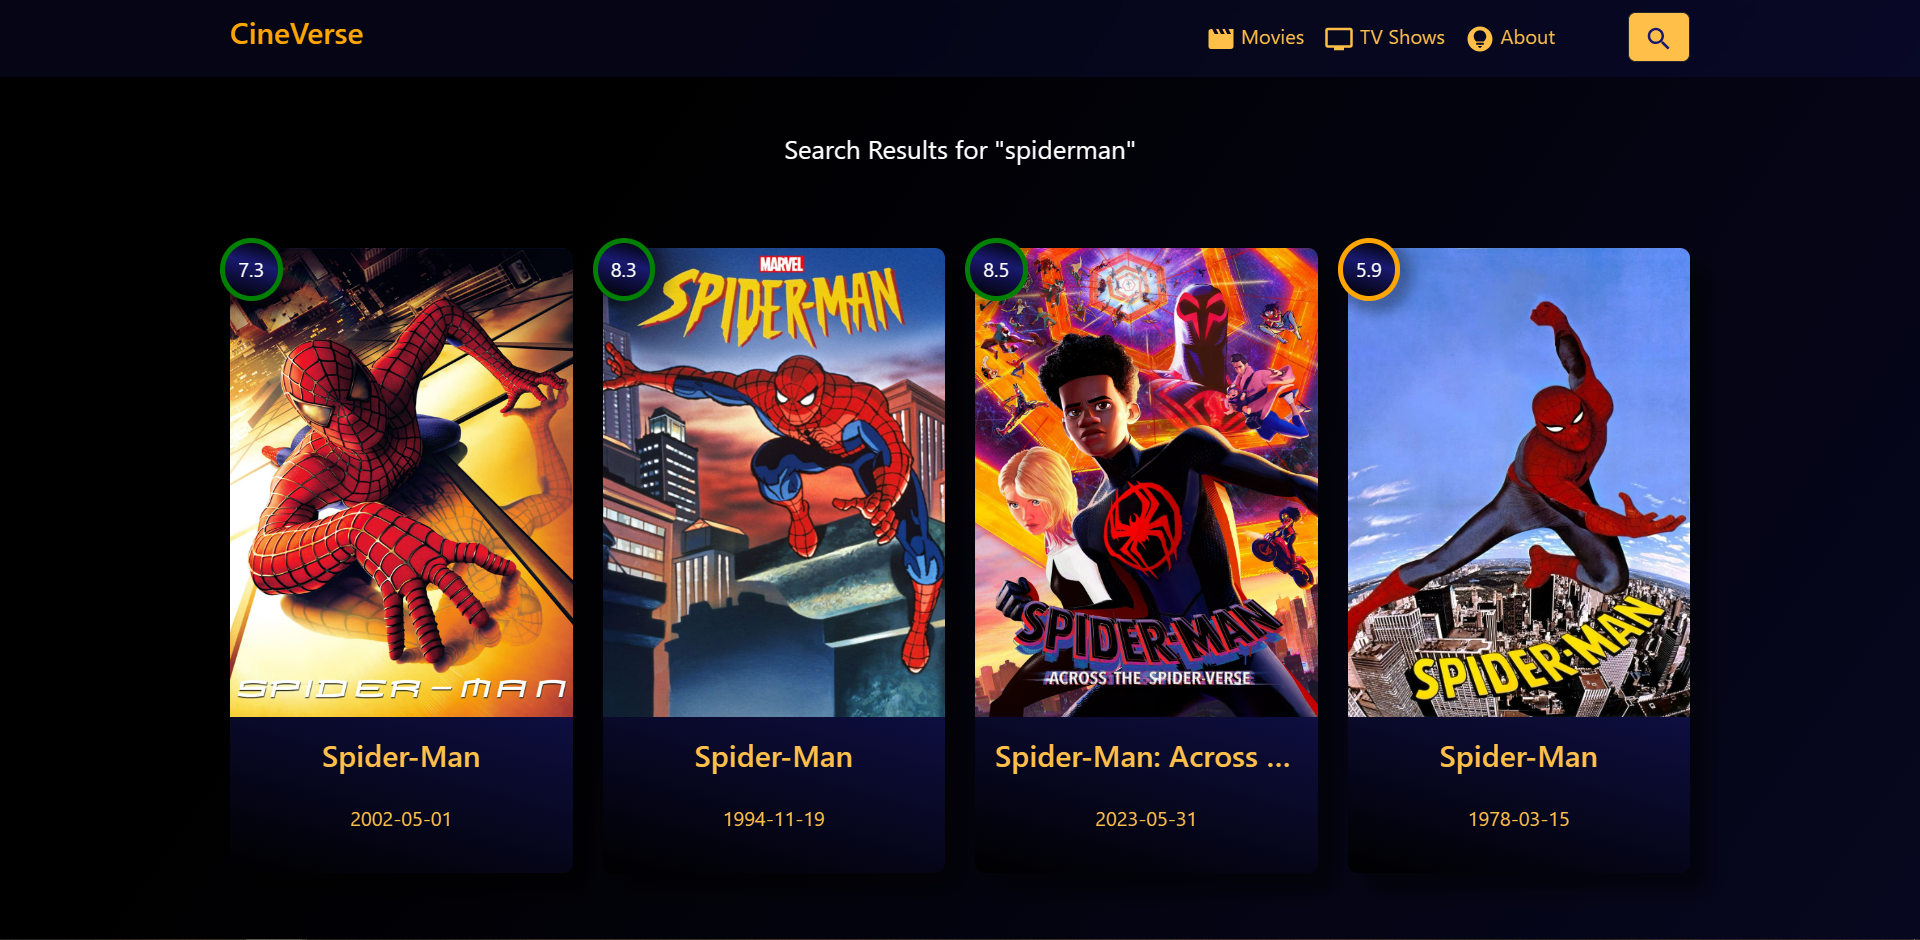 CineVerse
Movies
TV Shows
About
Search Results for "spiderman"
7.3
SPIDER-MAN
Spider-Man
2002-05-01
8.3
MARVEL
SPIDER-MAN
Spider-Man
1994-11-19
8.5
SPIDER-MAN
ACROSS THE SPIDER-VERSE
Spider-Man: Across ...
2023-05-31
5.9
SPIDER-MAN
Spider-Man
1978-03-15